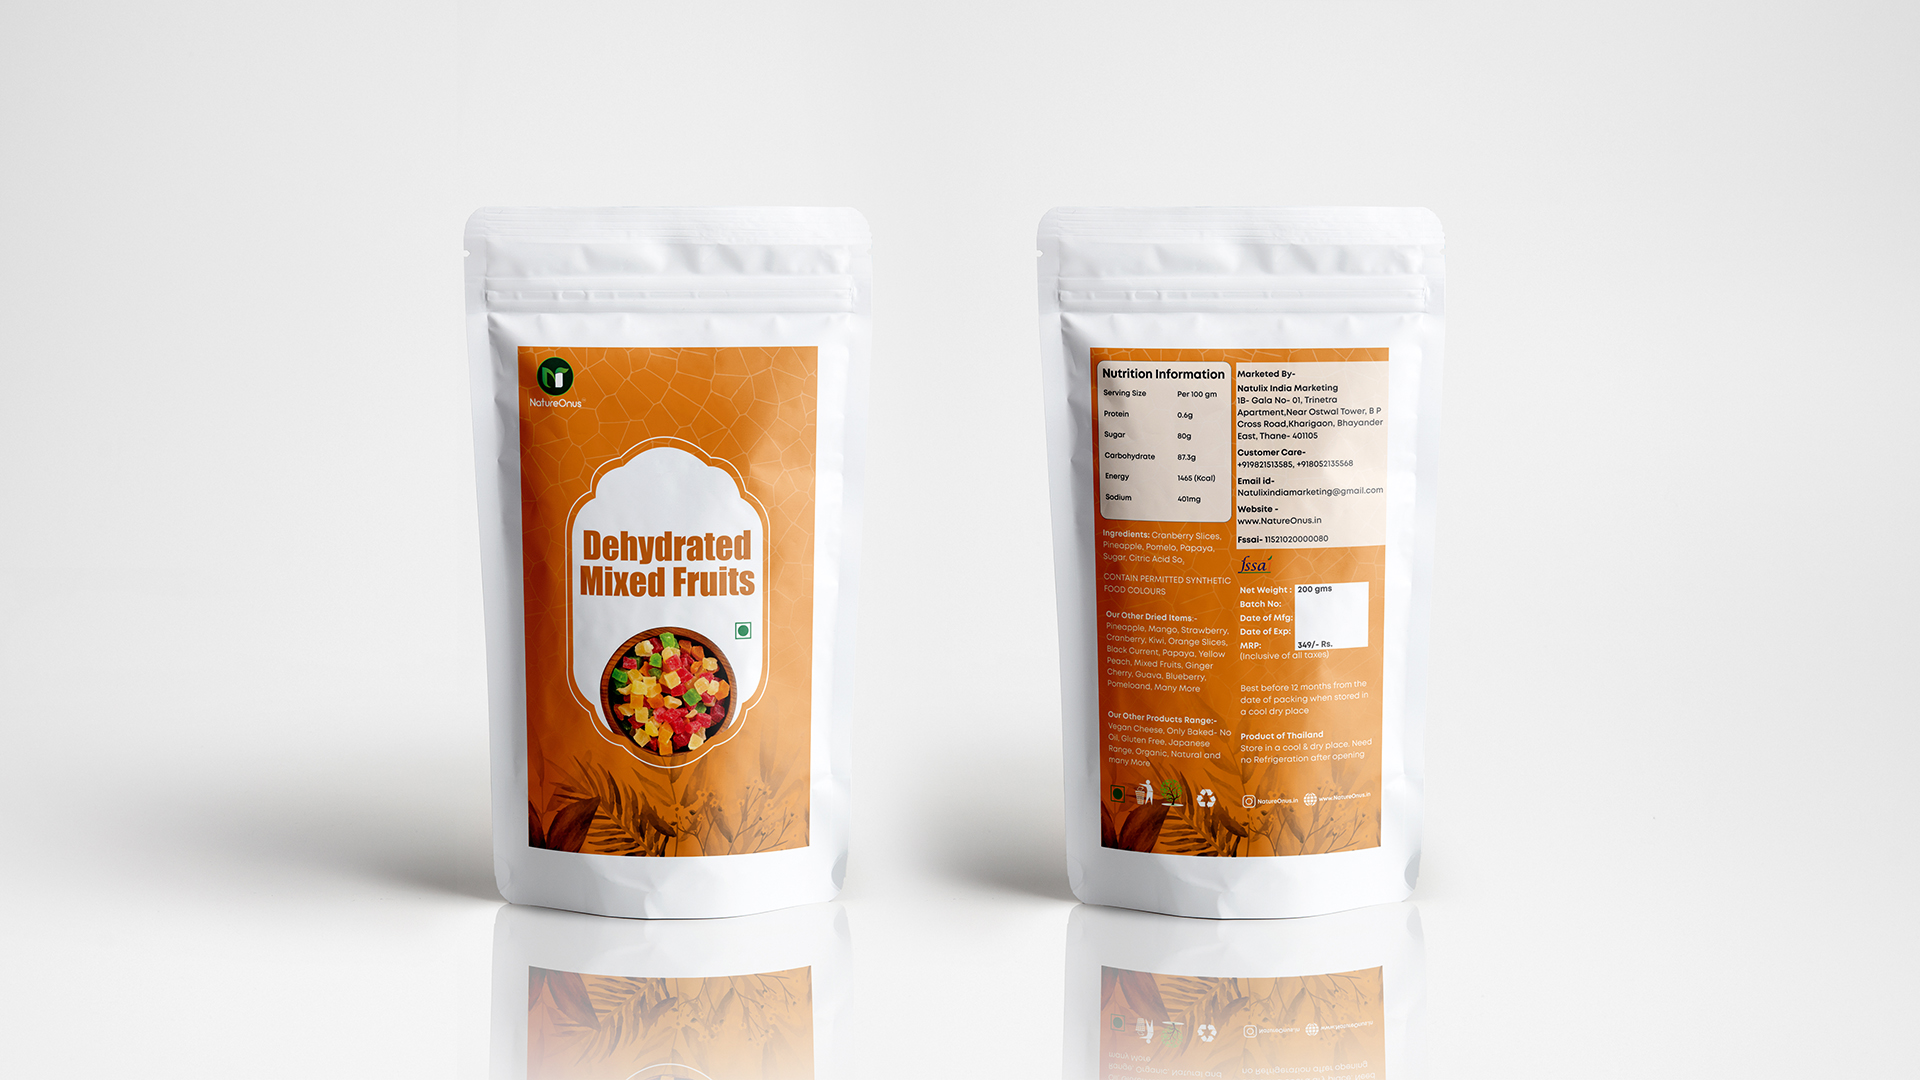 NatureOnus
Dehydrated
Mixed Fruits
Nutrition Information
Serving Size Per 100 gm
Protein 0.6g
Sugar 80g
Carbohydrate 87.3g
Energy 1465 (Kcal)
Sodium 401mg
Ingredients: Cranberry Slices,
Pineapple, Pomelo, Papaya,
Sugar, Citric Acid So,
CONTAIN PERMITTED SYNTHETIC
FOOD COLOURS
Our Other Dried Items:-
Pineapple, Mango, Strawberry,
Cranberry, Kiwi, Orange Slices,
Black Current, Papaya, Yellow
Peach, Mixed Fruits, Ginger
Cherry, Guava, Blueberry,
Pomeloand, Many More
Our Other Products Range:-
Vegan Cheese, Only Baked- No
Oil, Gluten Free, Japanese
Range, Organic, Natural and
many More
Marketed By-
Natulix India Marketing
1B- Gala No- 01, Trinetra
Apartment,Near Ostwal Tower, B P
Cross Road,Kharigaon, Bhayander
East, Thane- 401105
Customer Care-
+919821513585, +918052135568
Email id-
Natulixindiamarketing@gmail.com
Website -
www.NatureOnus.in
Fssai- 11521020000080
fssai
Net Weight : 200 gms
Batch No:
Date of Mfg:
Date of Exp:
MRP: 349/- Rs.
(Inclusive of all taxes)
Best before 12 months from the
date of packing when stored in
a cool dry place
Product of Thailand
Store in a cool & dry place, Need
no Refrigeration after opening
NatureOnus.in www.NatureOnus.in